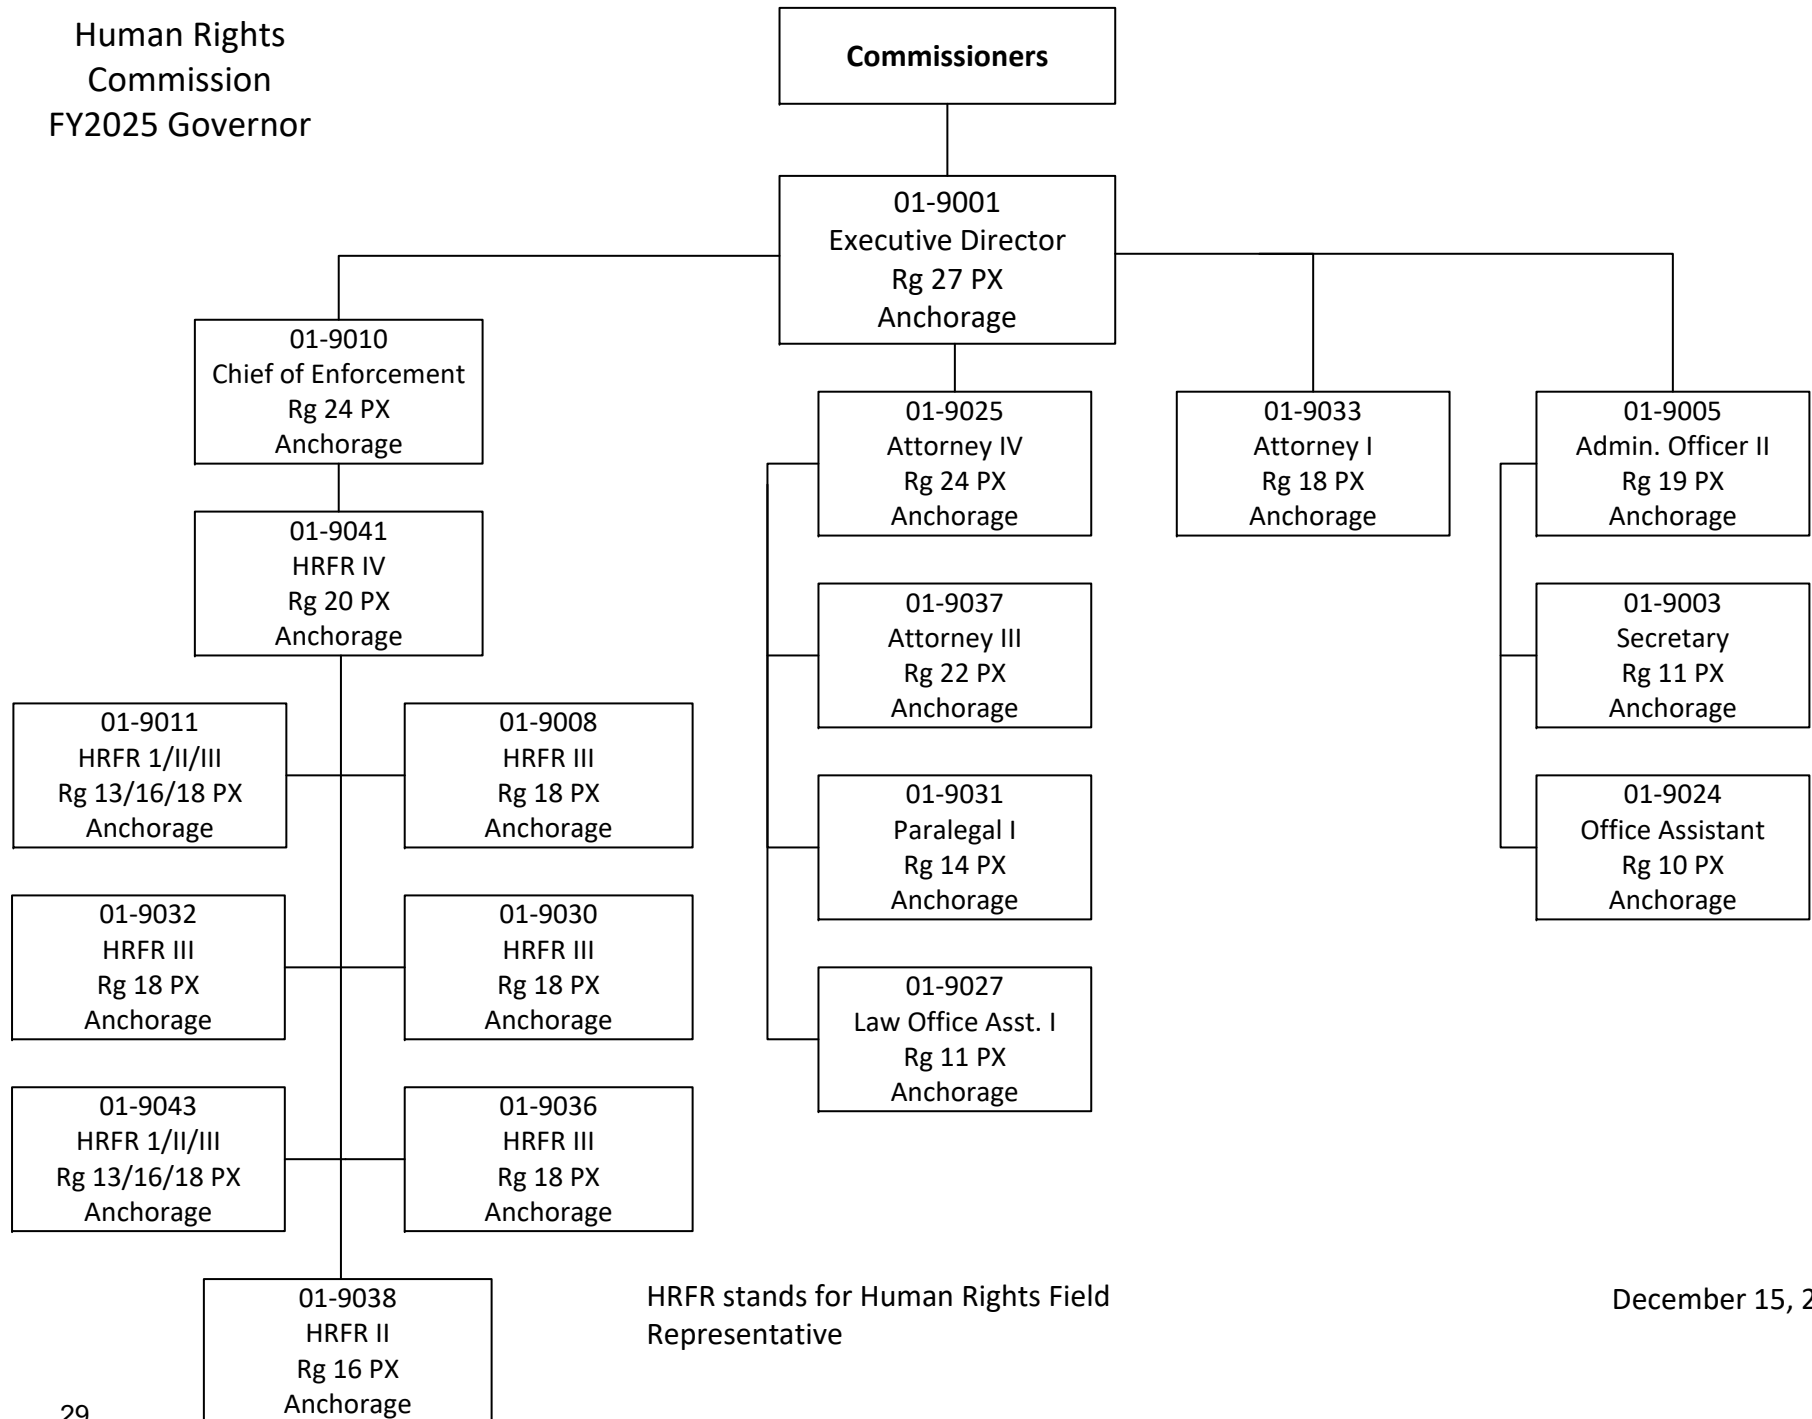 Human Rights
Commission
FY2025 Governor
Commissioners
01-9001
Executive Director
Rg 27 PX
Anchorage
01-9010
Chief of Enforcement
Rg 24 PX
Anchorage
01-9025
Attorney IV
Rg 24 PX
Anchorage
01-9033
Attorney I
Rg 18 PX
Anchorage
01-9005
Admin. Officer II
Rg 19 PX
Anchorage
01-9041
HRFR IV
Rg 20 PX
Anchorage
01-9037
Attorney III
Rg 22 PX
Anchorage
01-9003
Secretary
Rg 11 PX
Anchorage
01-9011
HRFR 1/II/III
Rg 13/16/18 PX
Anchorage
01-9008
HRFR III
Rg 18 PX
Anchorage
01-9031
Paralegal I
Rg 14 PX
Anchorage
01-9024
Office Assistant
Rg 10 PX
Anchorage
01-9032
HRFR III
Rg 18 PX
Anchorage
01-9030
HRFR III
Rg 18 PX
Anchorage
01-9027
Law Office Asst. I
Rg 11 PX
Anchorage
01-9043
HRFR 1/II/III
Rg 13/16/18 PX
Anchorage
01-9036
HRFR III
Rg 18 PX
Anchorage
01-9038
HRFR II
Rg 16 PX
Anchorage
HRFR stands for Human Rights Field
Representative
December 15, 2
29